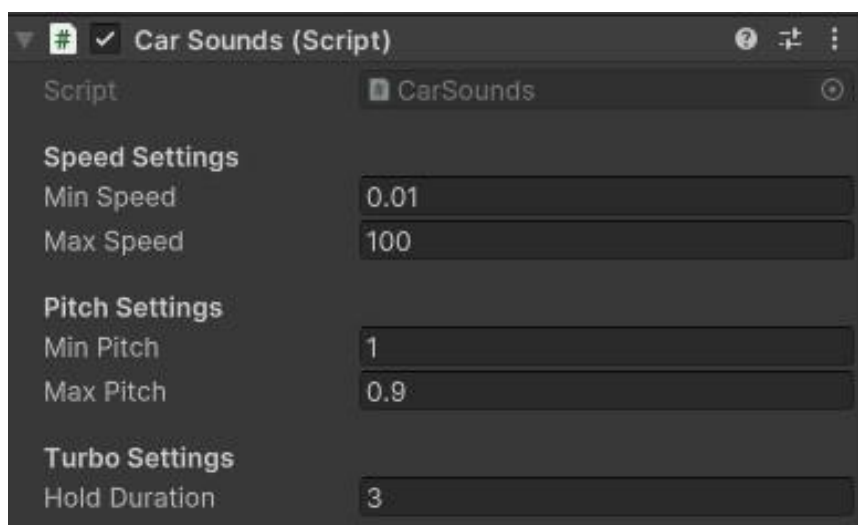 # Car Sounds (Script)
Script CarSounds
Speed Settings
Min Speed 0.01
Max Speed 100
Pitch Settings
Min Pitch 1
Max Pitch 0.9
Turbo Settings
Hold Duration 3